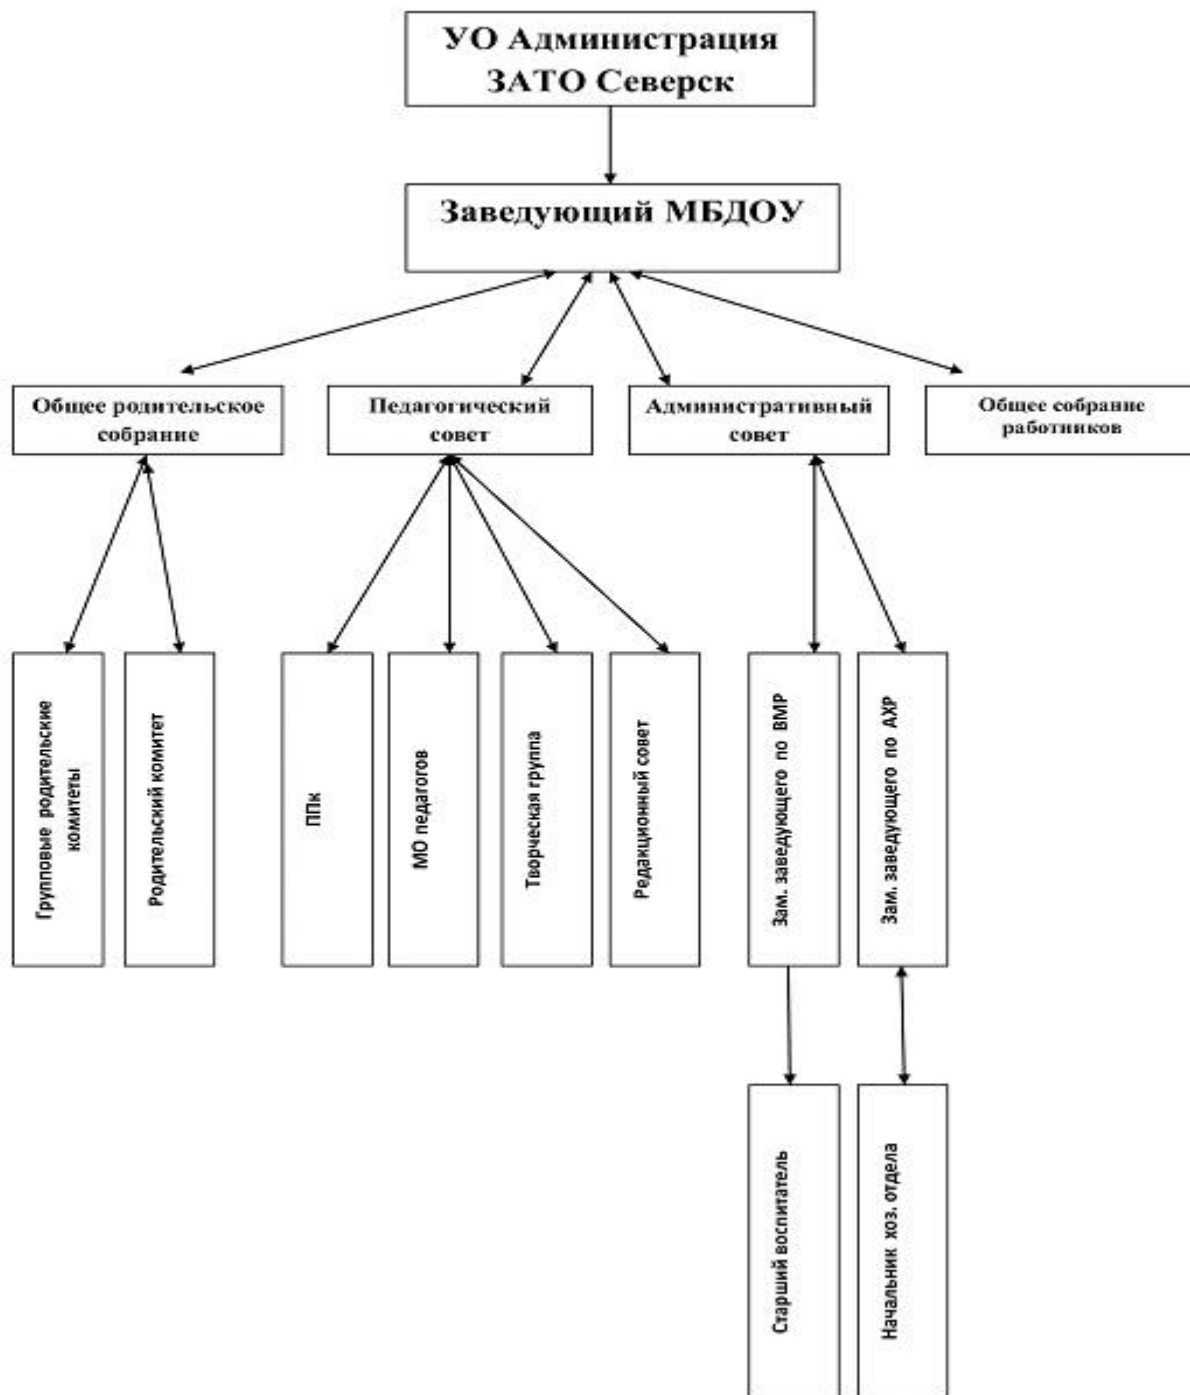 УО Администрация
ЗАТО Северск
Заведующий МБДОУ
Общее родительское
собрание
Педагогический
совет
Административный
совет
Общее собрание
работников
Групповые родительские
комитеты
Родительский комитет
ППк
МО педагогов
Творческая группа
Редакционный совет
Зам. заведующего по ВМР
Зам. заведующего по АХР
Старший воспитатель
Начальник хоз. отдела